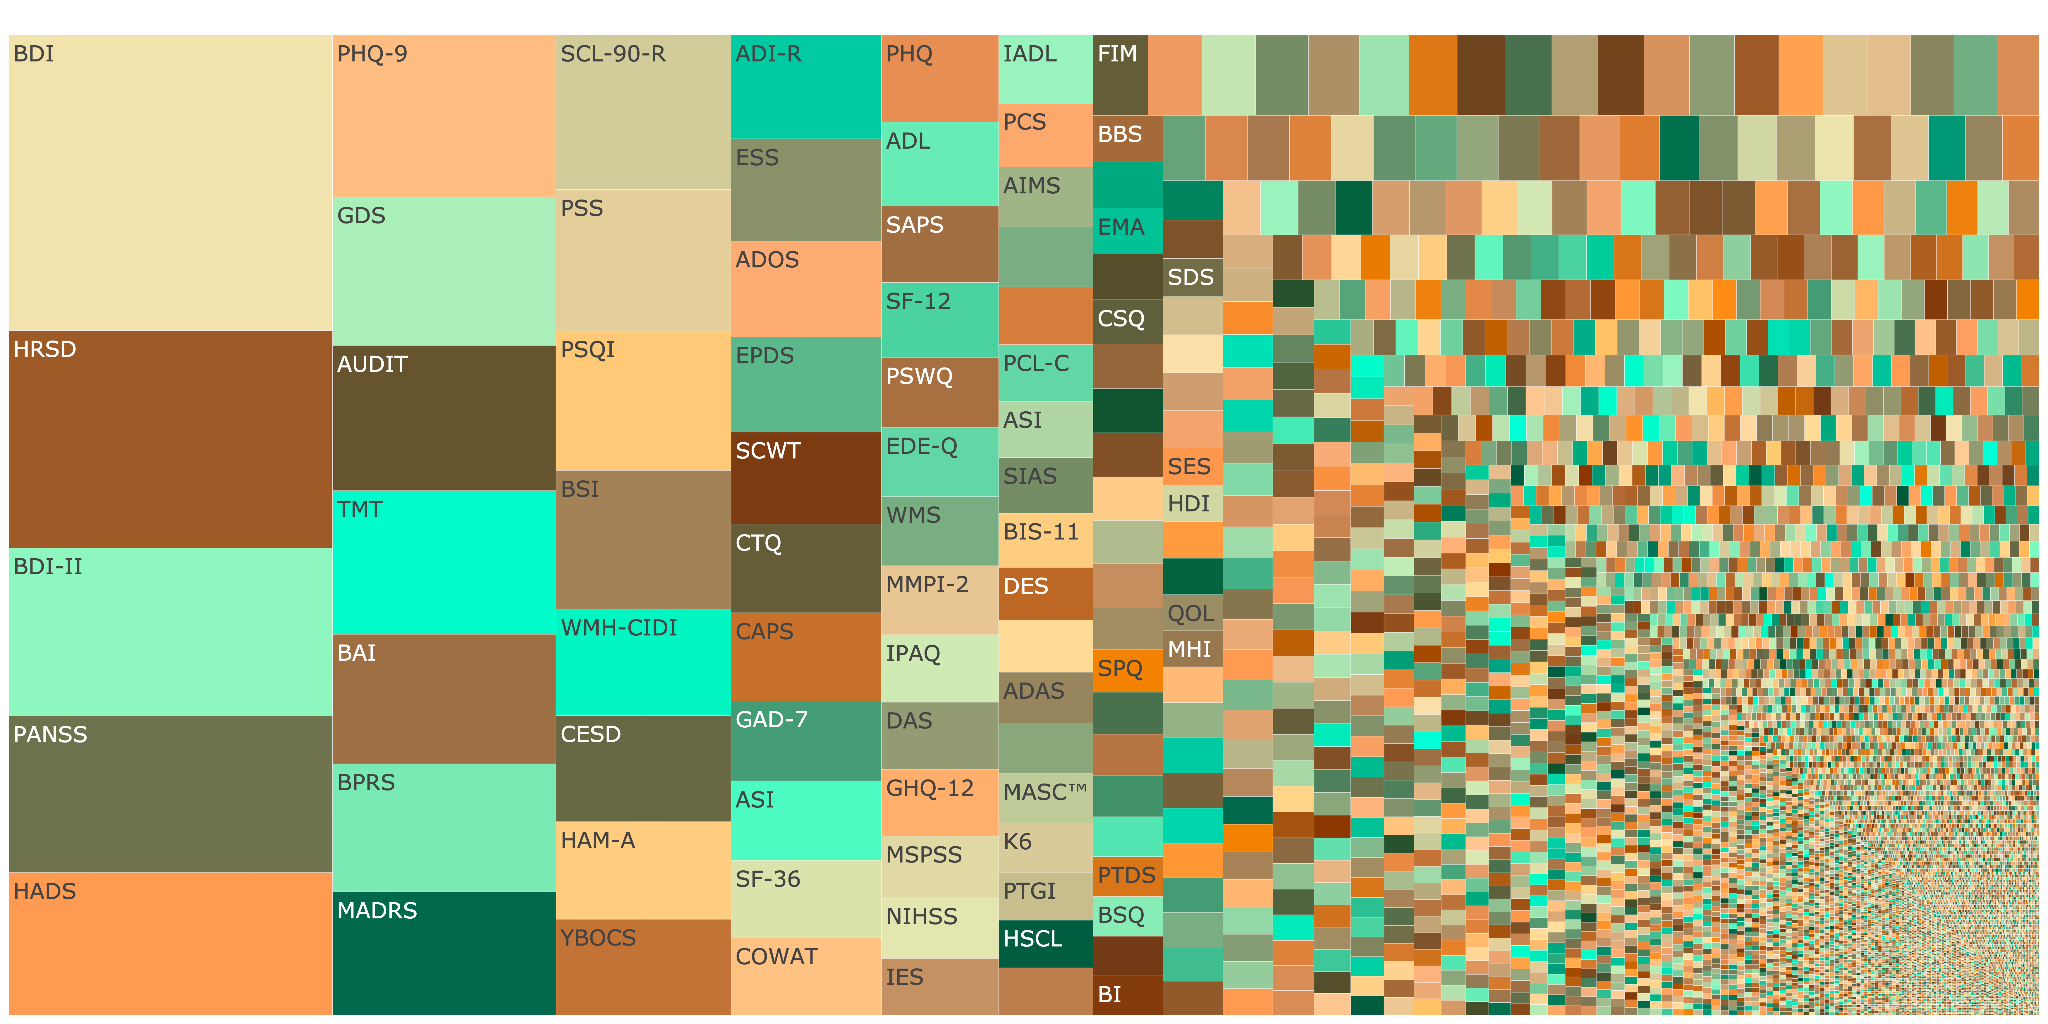 BDI
HRSD
BDI-II
PANSS
HADS
PHQ-9
GDS
AUDIT
TMT
BAI
BPRS
MADRS
SCL-90-R
PSS
PSQI
BSI
WMH-CIDI
CESD
HAM-A
YBOCS
ADI-R
ESS
ADOS
EPDS
SCWT
CTQ
CAPS
GAD-7
ASI
SF-36
COWAT
PHQ
ADL
SAPS
SF-12
PSWQ
EDE-Q
WMS
MMPI-2
IPAQ
DAS
GHQ-12
MSPSS
NIHSS
IES
IADL
PCS
AIMS
PCL-C
ASI
SIAS
BIS-11
DES
ADAS
MASC™
K6
PTGI
HSCL
FIM
BBS
EMA
CSQ
SPQ
PTDS
BSQ
BI
SDS
SES
HDI
QOL
MHI